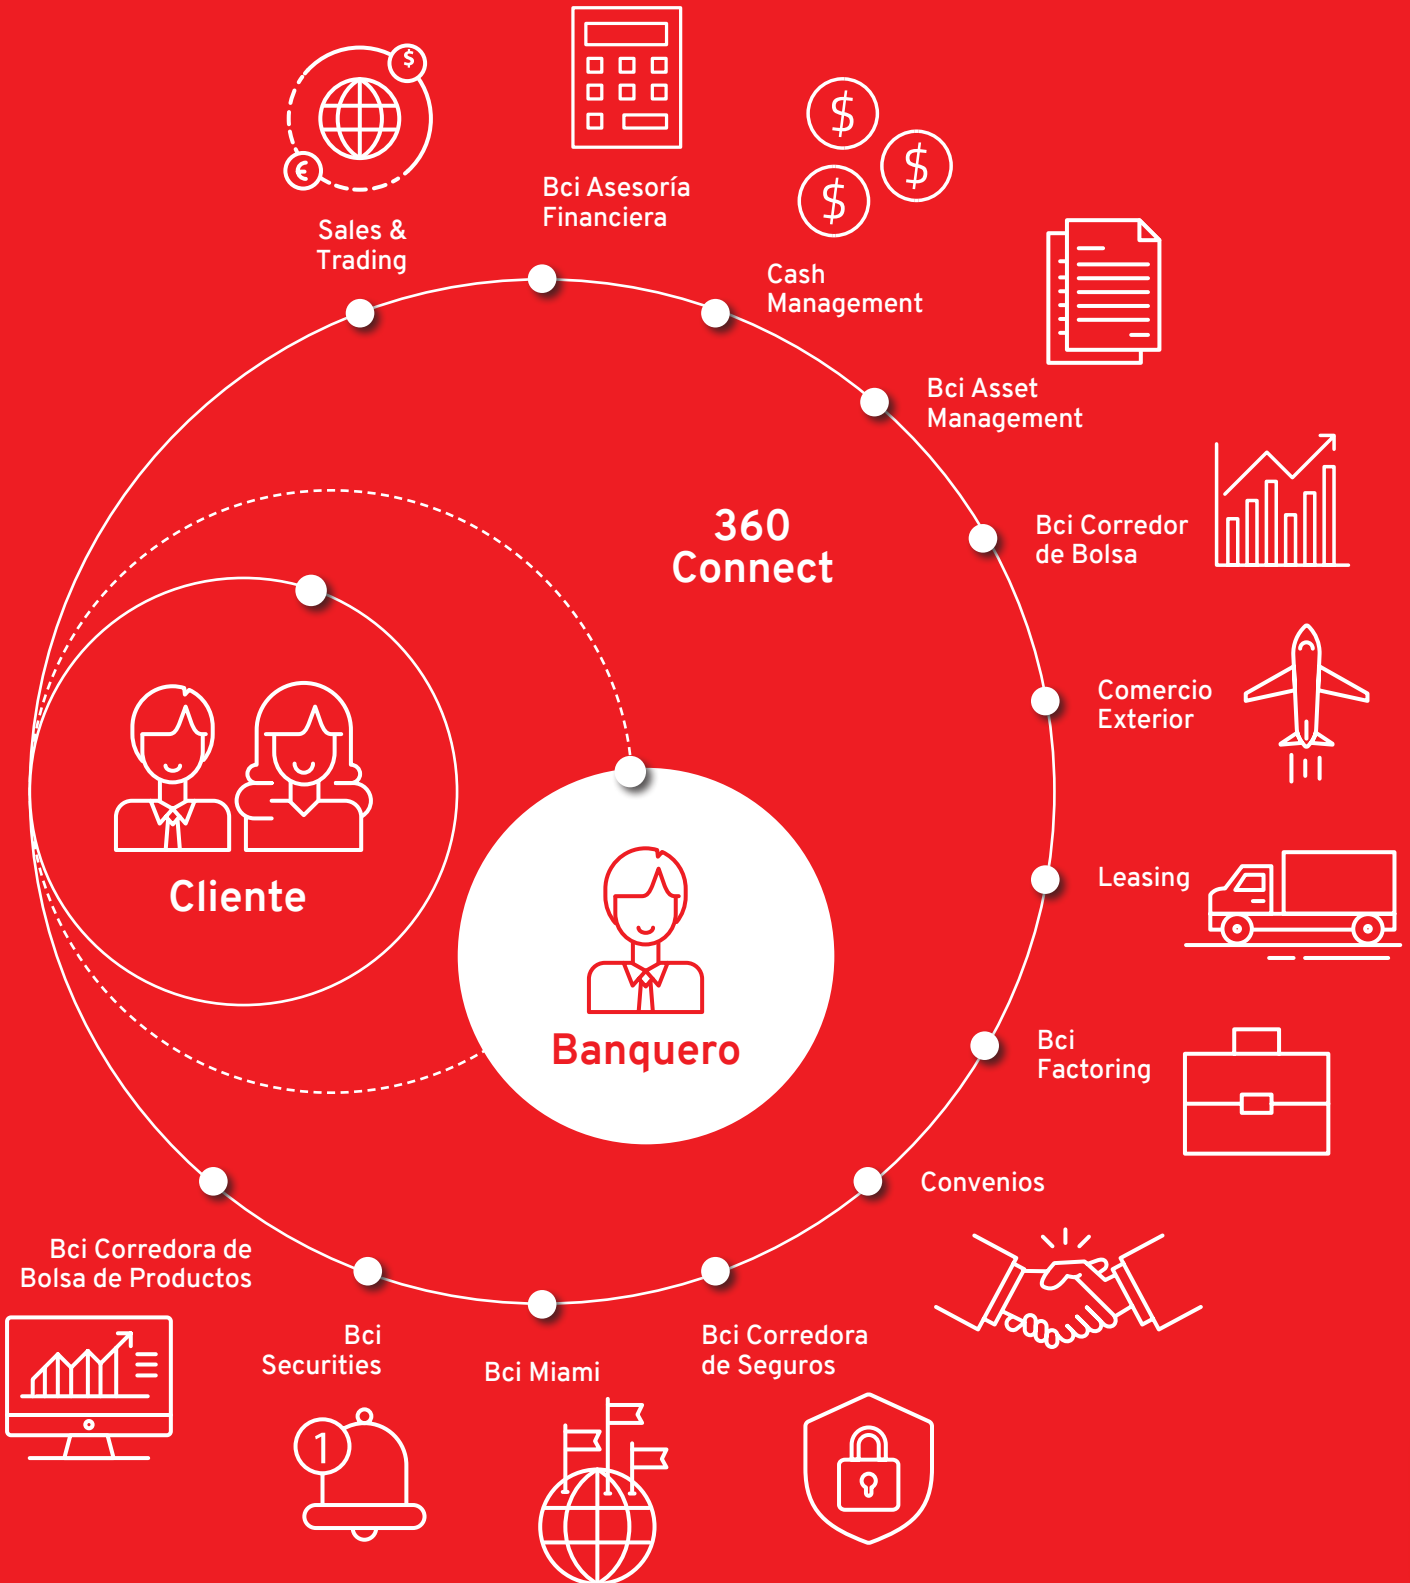 $
€
Sales &
Trading
Bci Asesoría
Financiera
$
$
$
Cash
Management
Bci Asset
Management
360
Connect
Bci Corredor
de Bolsa
Comercio
Exterior
Cliente
Leasing
Banquero
Bci
Factoring
Convenios
Bci Corredora de
Bolsa de Productos
Bci
Securities
1
Bci Miami
Bci Corredora
de Seguros